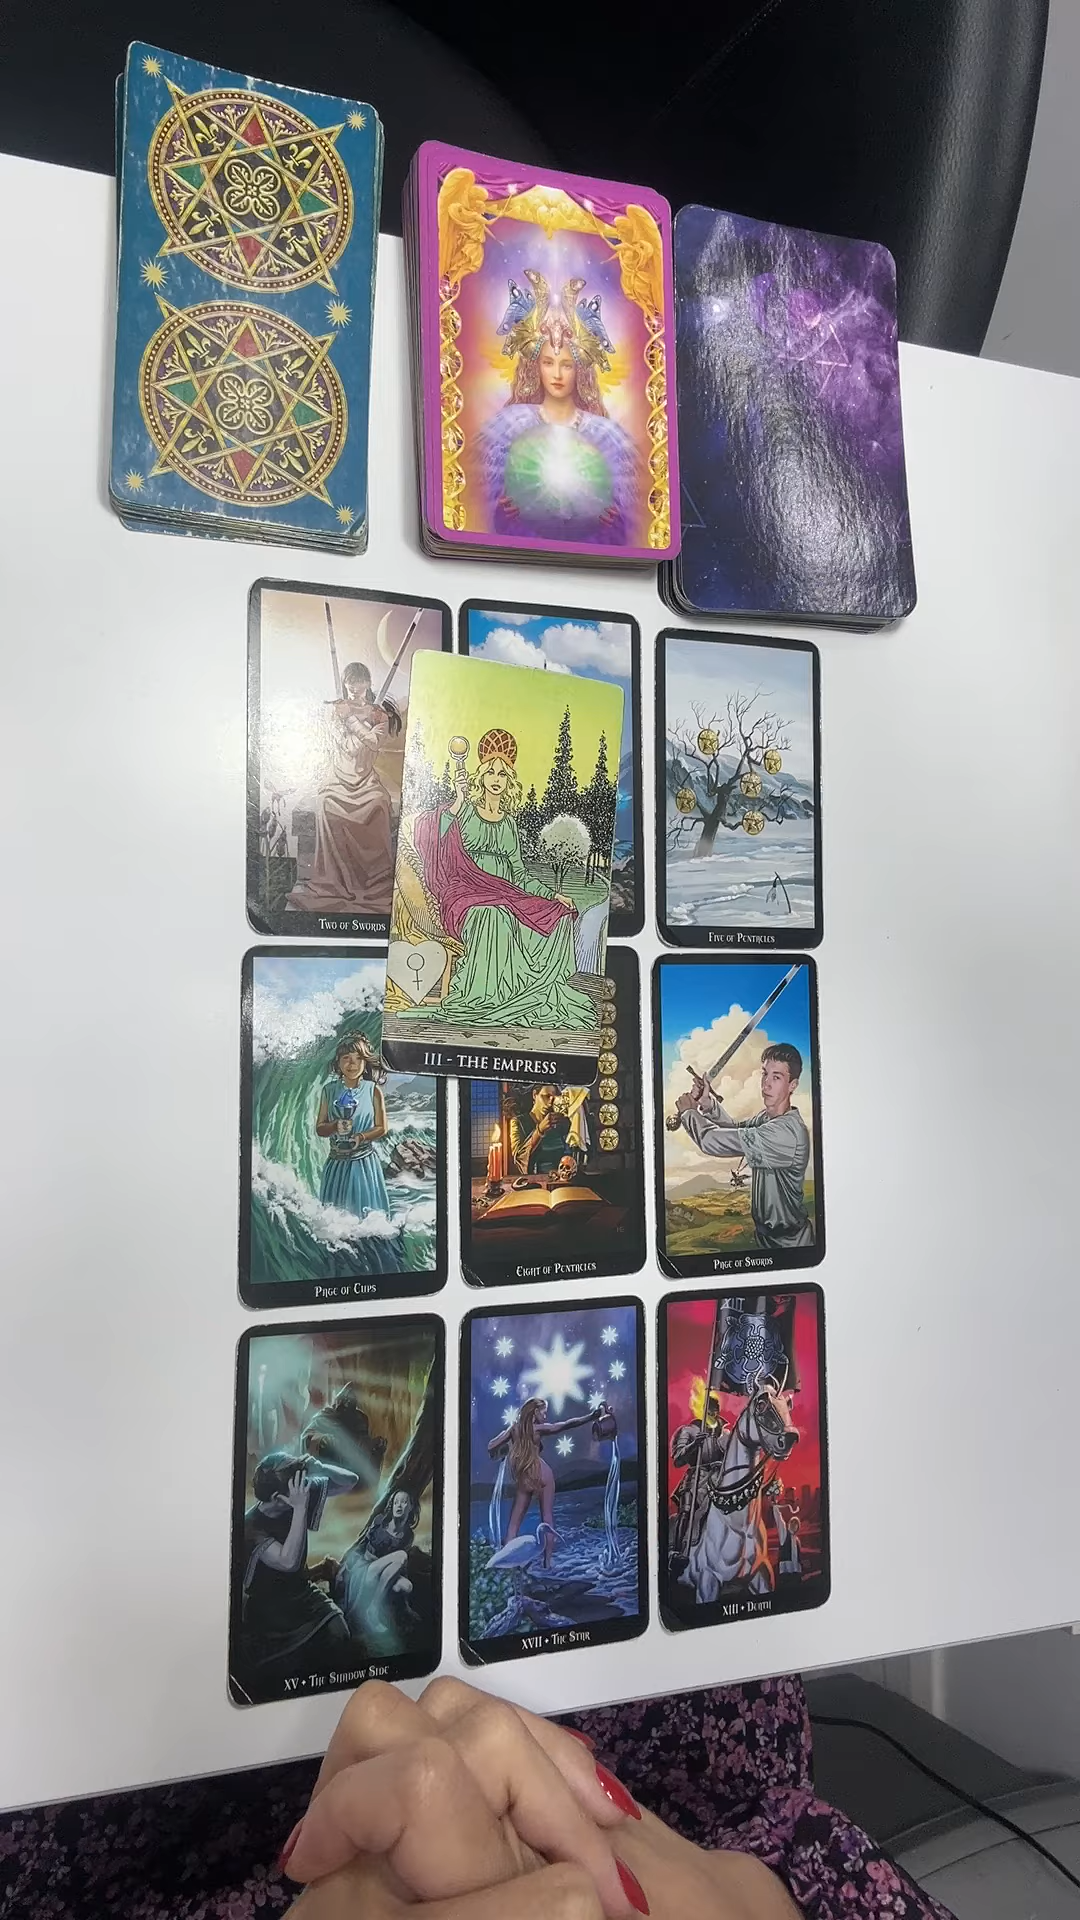 Two of Swords
Five of Pentacles
III - THE EMPRESS
Page of Cups
Eight of Pentacles
Page of Swords
XV • The Shadow Side
XVII • The Star
XIII • Death
XIII